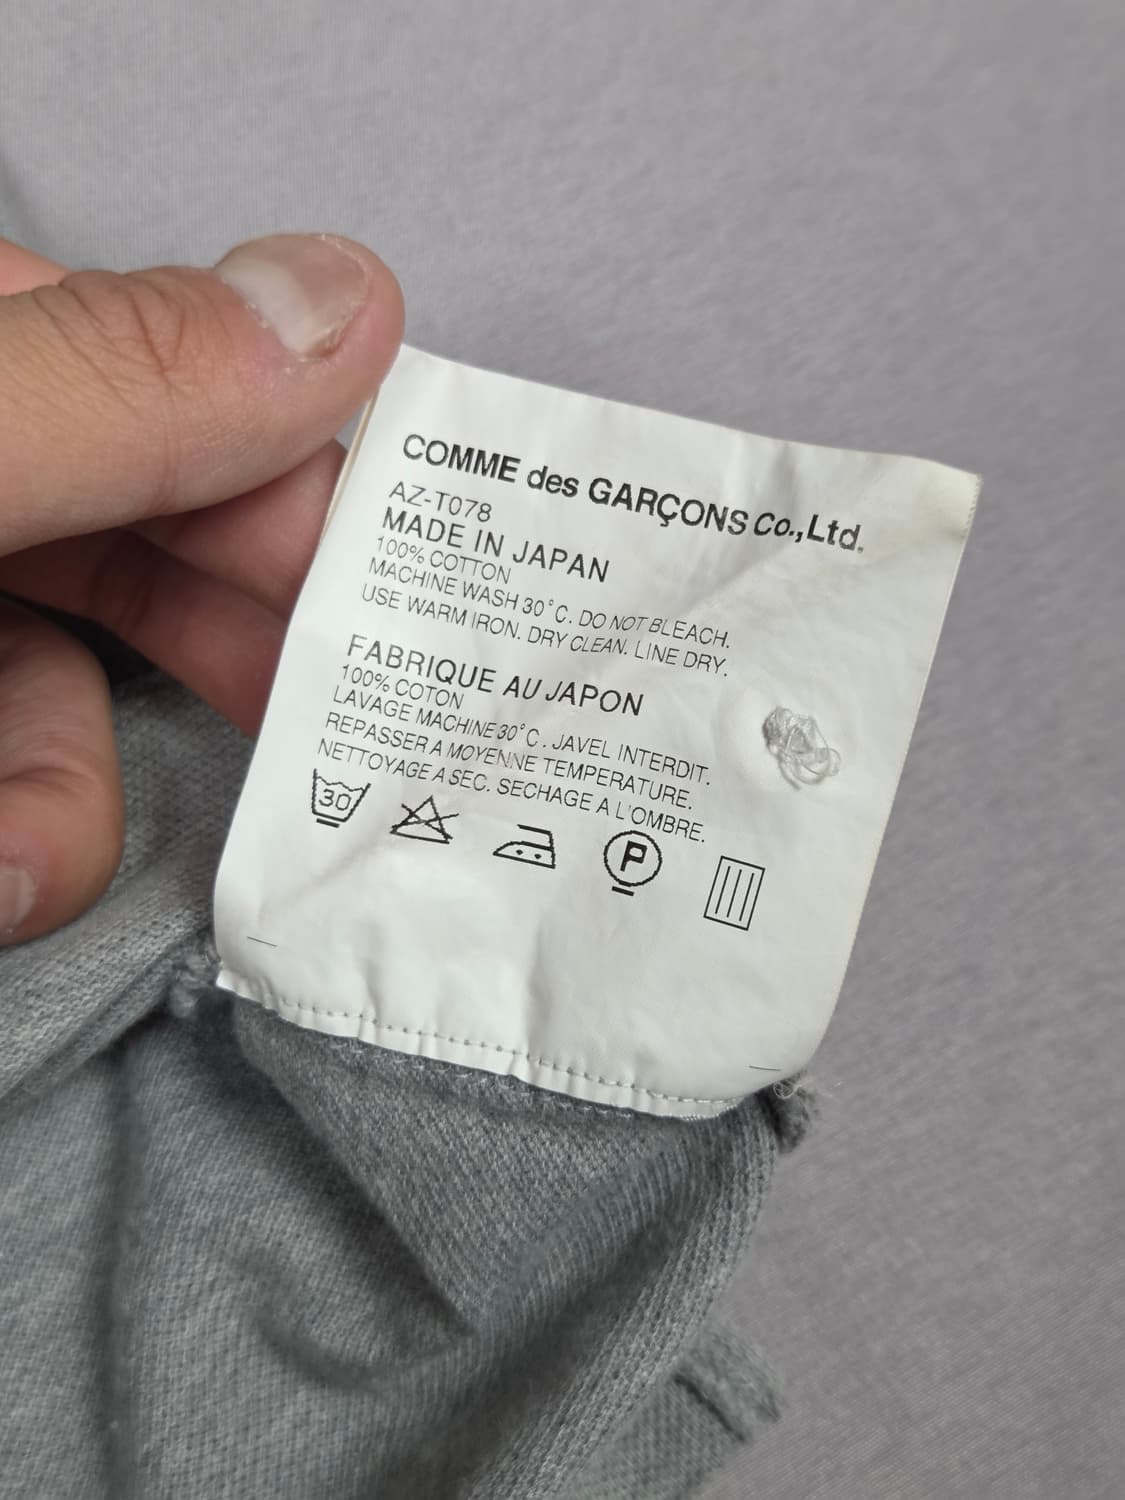 COMME des GARÇONS Co.,Ltd.
AZ-T078
MADE IN JAPAN
100% COTTON
MACHINE WASH 30°C. DO NOT BLEACH.
USE WARM IRON. DRY CLEAN. LINE DRY.
FABRIQUE AU JAPON
100% COTON
LAVAGE MACHINE 30°C. JAVEL INTERDIT.
REPASSER A MOYENNE TEMPERATURE.
NETTOYAGE A SEC. SECHAGE A L'OMBRE.
30 P